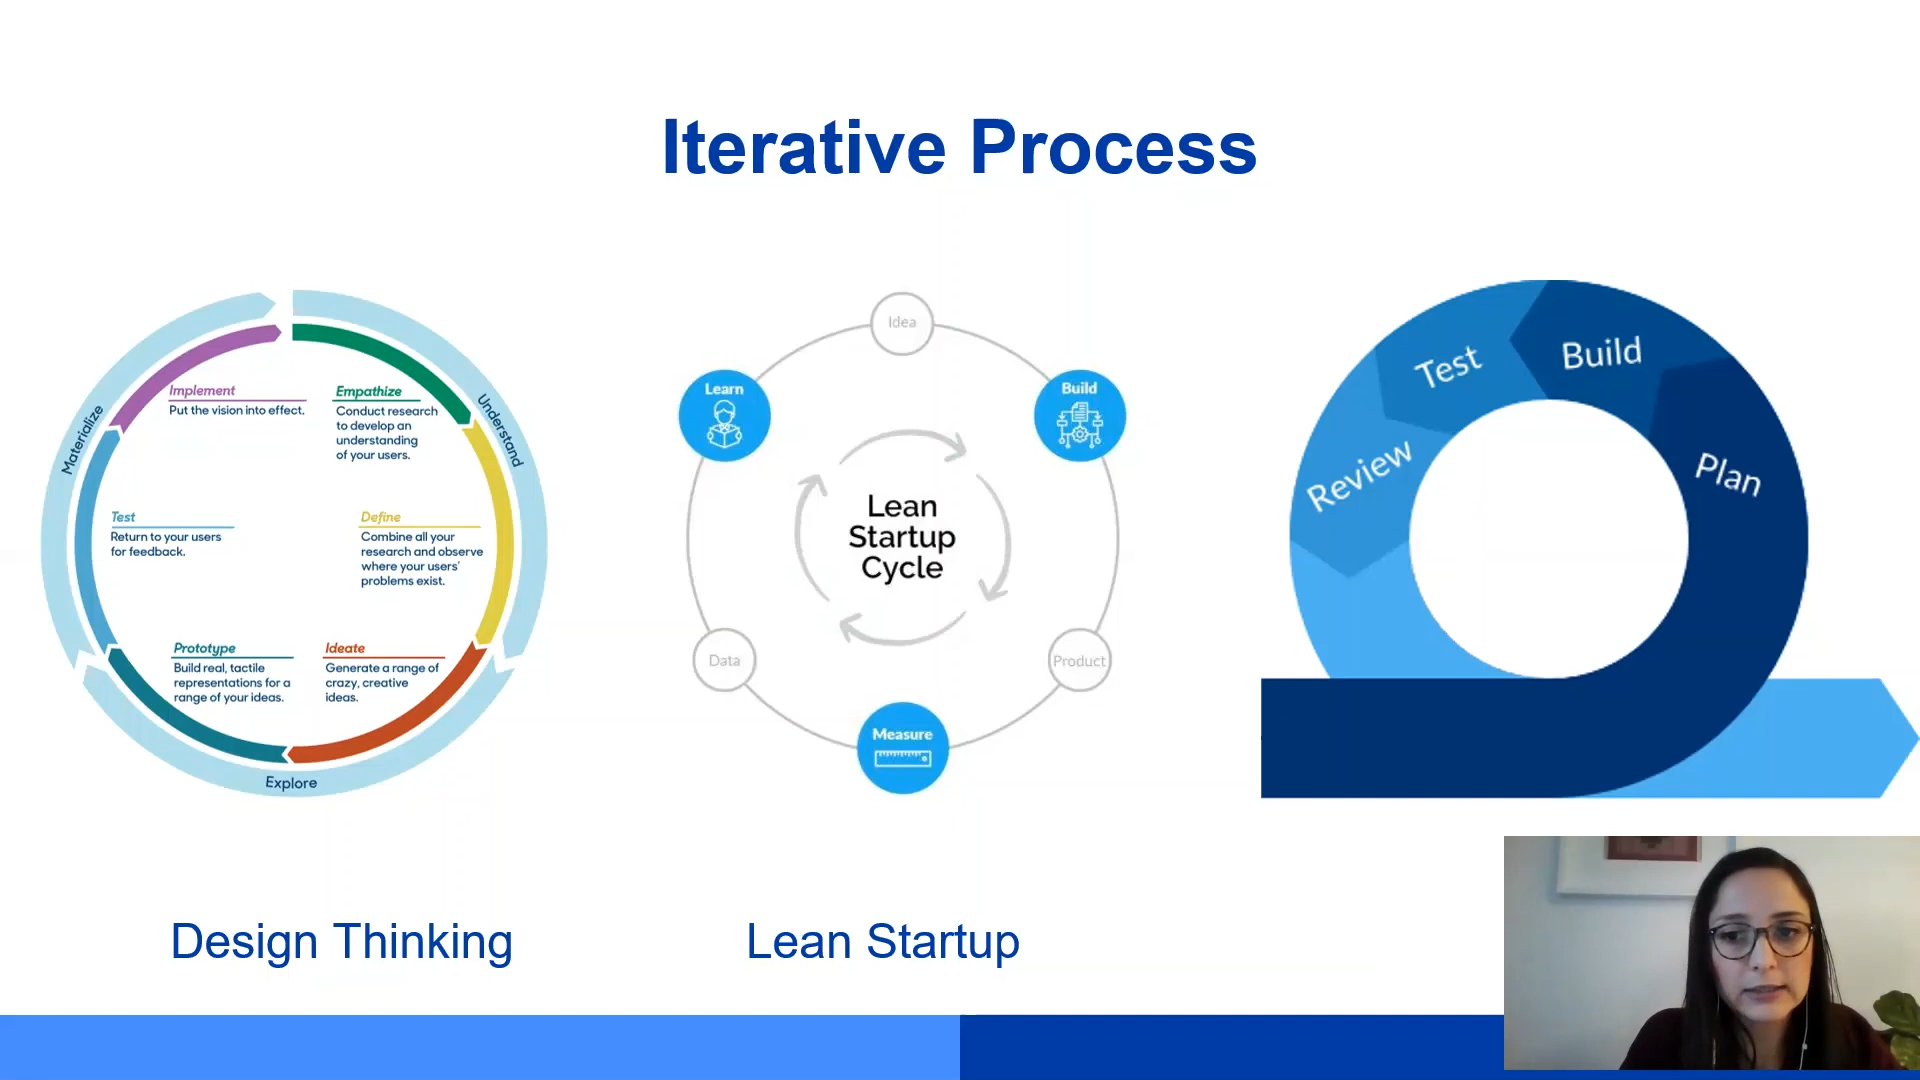 Iterative Process
Materialize
Understand
Explore
Implement
Put the vision into effect.
Empathize
Conduct research
to develop an
understanding
of your users.
Test
Return to your users
for feedback.
Define
Combine all your
research and observe
where your users'
problems exist.
Prototype
Build real, tactile
representations for a
range of your ideas.
Ideate
Generate a range of
crazy, creative
ideas.
Idea
Learn
Build
Lean
Startup
Cycle
Data
Product
Measure
Test
Build
Review
Plan
Design Thinking
Lean Startup